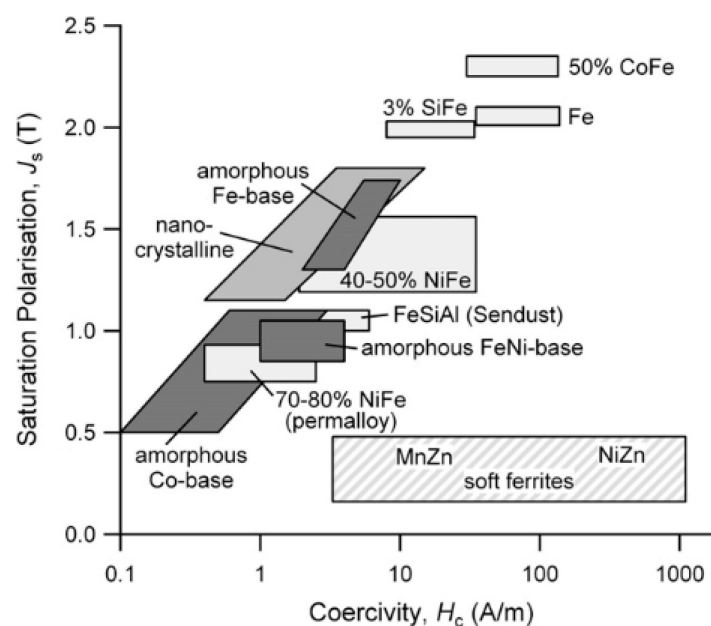 2.5
50% CoFe
3% SiFe
Fe
2.0
amorphous
Fe-base
nano-
crystalline
1.5
40-50% NiFe
FeSiAl (Sendust)
1.0
amorphous FeNi-base
70-80% NiFe
(permalloy)
0.5
amorphous
Co-base
MnZn
NiZn
soft ferrites
0.0
0.1 1 10 100 1000
Saturation Polarisation, Js (T)
Coercivity, Hc (A/m)